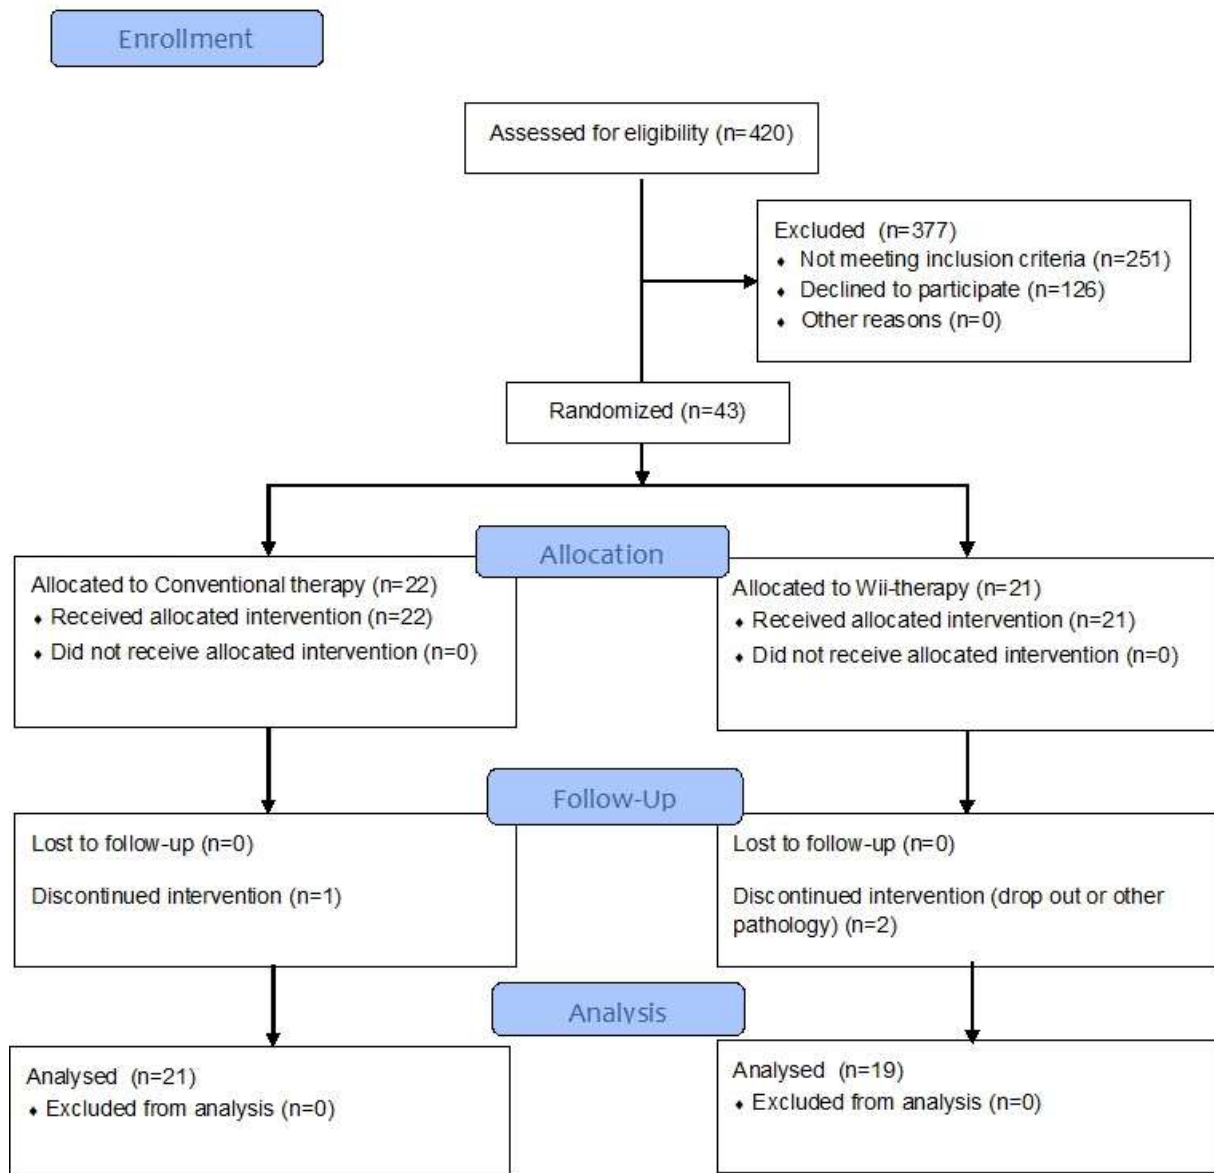 Enrollment
Assessed for eligibility (n=420)
Excluded (n=377)
⬧ Not meeting inclusion criteria (n=251)
⬧ Declined to participate (n=126)
⬧ Other reasons (n=0)
Randomized (n=43)
Allocation
Allocated to Conventional therapy (n=22)
⬧ Received allocated intervention (n=22)
⬧ Did not receive allocated intervention (n=0)
Allocated to Wii-therapy (n=21)
⬧ Received allocated intervention (n=21)
⬧ Did not receive allocated intervention (n=0)
Follow-Up
Lost to follow-up (n=0)
Discontinued intervention (n=1)
Lost to follow-up (n=0)
Discontinued intervention (drop out or other
pathology) (n=2)
Analysis
Analysed (n=21)
⬧ Excluded from analysis (n=0)
Analysed (n=19)
⬧ Excluded from analysis (n=0)